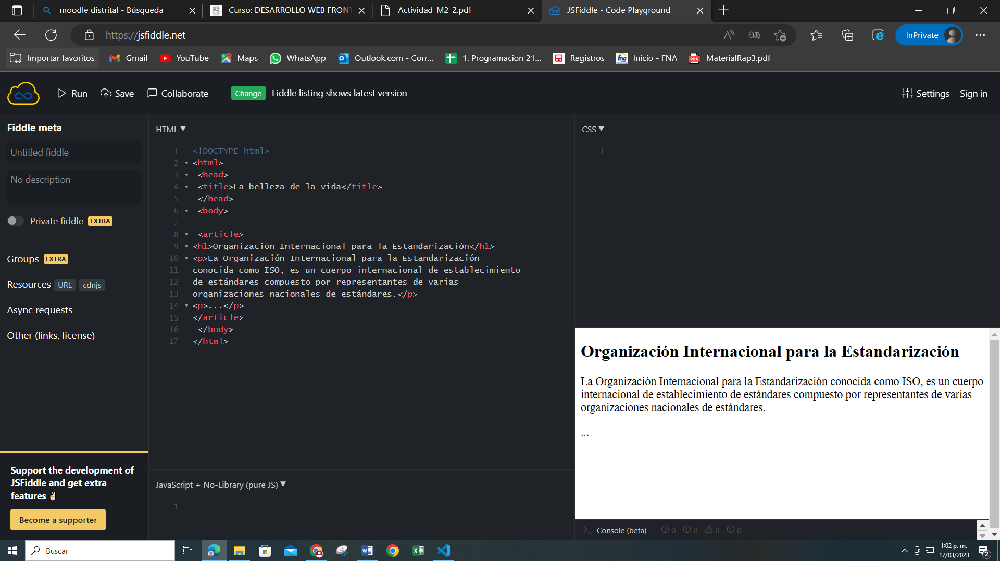 moodle distrital - Búsqueda
Curso: DESARROLLO WEB FRONT
Actividad_M2_2.pdf
JSFiddle - Code Playground
https://jsfiddle.net
InPrivate
Importar favoritos
Gmail
YouTube
Maps
WhatsApp
Outlook.com - Corr...
1. Programacion 21...
Registros
Inicio - FNA
MaterialRap3.pdf
Run
Save
Collaborate
Change
Fiddle listing shows latest version
Settings
Sign in
Fiddle meta
Untitled fiddle
No description
Private fiddle EXTRA
Groups EXTRA
Resources URL cdnjs
Async requests
Other (links, license)
Support the development of
JSFiddle and get extra
features ✌🏻
Become a supporter
HTML ▼
1 <!DOCTYPE html>
2 <html>
3 <head>
4 <title>La belleza de la vida</title>
5 </head>
6 <body>
7
8 <article>
9 <h1>Organización Internacional para la Estandarización</h1>
10 <p>La Organización Internacional para la Estandarización
11 conocida como ISO, es un cuerpo internacional de establecimiento
12 de estándares compuesto por representantes de varias
13 organizaciones nacionales de estándares.</p>
14 <p>...</p>
15 </article>
16 </body>
17 </html>
JavaScript + No-Library (pure JS) ▼
1
CSS ▼
1
Organización Internacional para la Estandarización
La Organización Internacional para la Estandarización conocida como ISO, es un cuerpo
internacional de establecimiento de estándares compuesto por representantes de varias
organizaciones nacionales de estándares.
...
>_ Console (beta) 0 0 0 0
Buscar
1:02 p. m.
17/03/2023
2